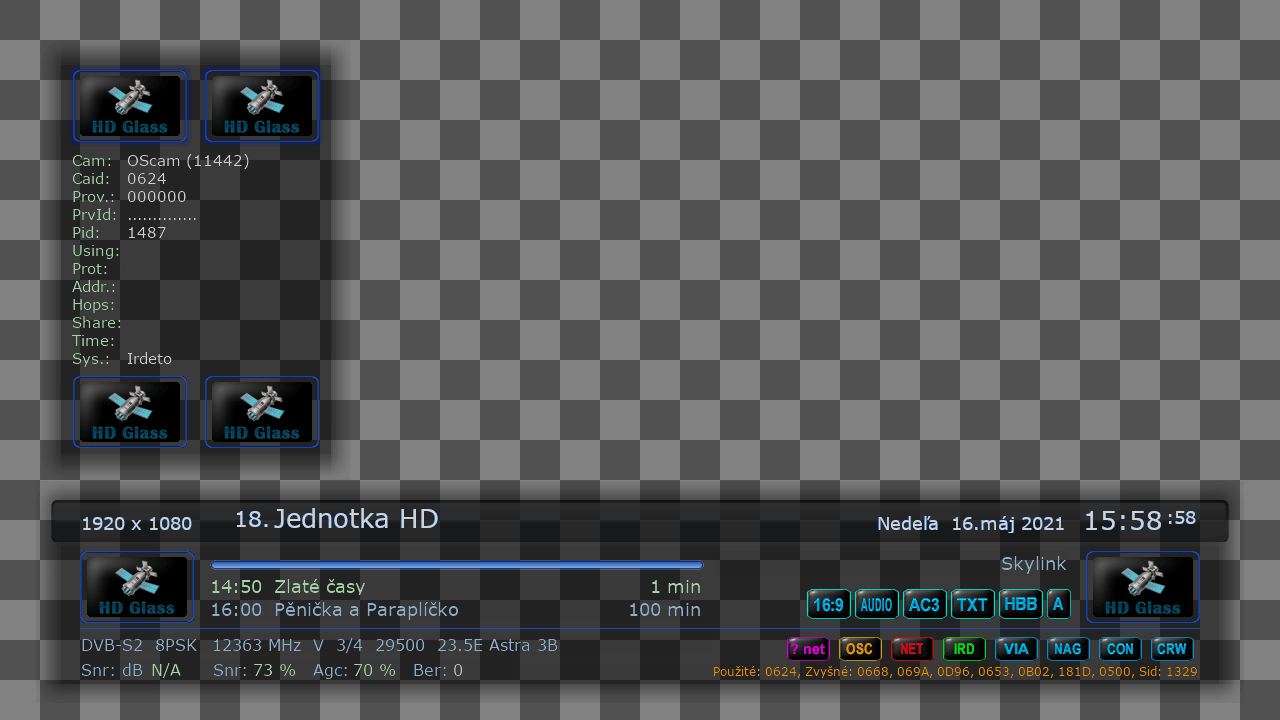 HD Glass HD Glass
Cam: OScam (11442)
Caid: 0624
Prov.: 000000
PrvId: ..............
Pid: 1487
Using:
Prot:
Addr.:
Hops:
Share:
Time:
Sys.: Irdeto
HD Glass HD Glass
1920 x 1080 18. Jednotka HD Nedeľa 16.máj 2021 15:58 :58
Skylink
HD Glass 14:50 Zlaté časy 1 min HD Glass
16:00 Pěnička a Paraplíčko 100 min 16:9 AUDIO AC3 TXT HBB A
DVB-S2 8PSK 12363 MHz V 3/4 29500 23.5E Astra 3B ? net OSC NET IRD VIA NAG CON CRW
Snr: dB N/A Snr: 73 % Agc: 70 % Ber: 0 Použité: 0624, Zvyšné: 0668, 069A, 0D96, 0653, 0B02, 181D, 0500, Sid: 1329